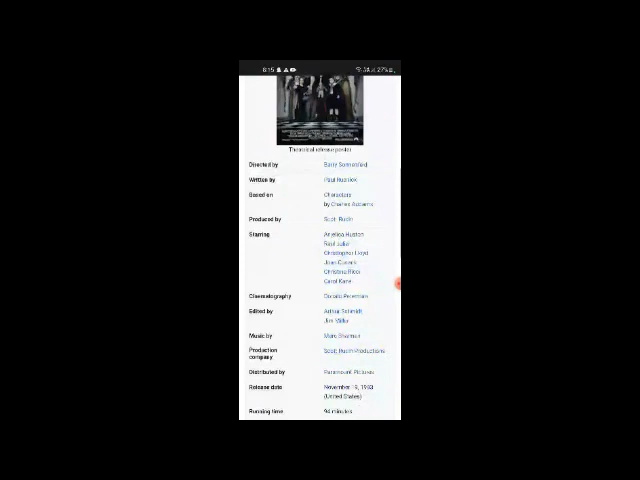 8:15
27%
Theatrical release poster
Directed by Barry Sonnenfeld
Written by Paul Rudnick
Based on Characters
by Charles Addams
Produced by Scott Rudin
Starring Anjelica Huston
Raul Julia
Christopher Lloyd
Joan Cusack
Christina Ricci
Carol Kane
Cinematography Donald Peterman
Edited by Arthur Schmidt
Jim Miller
Music by Marc Shaiman
Production Scott Rudin Productions
company
Distributed by Paramount Pictures
Release date November 19, 1993
(United States)
Running time 94 minutes